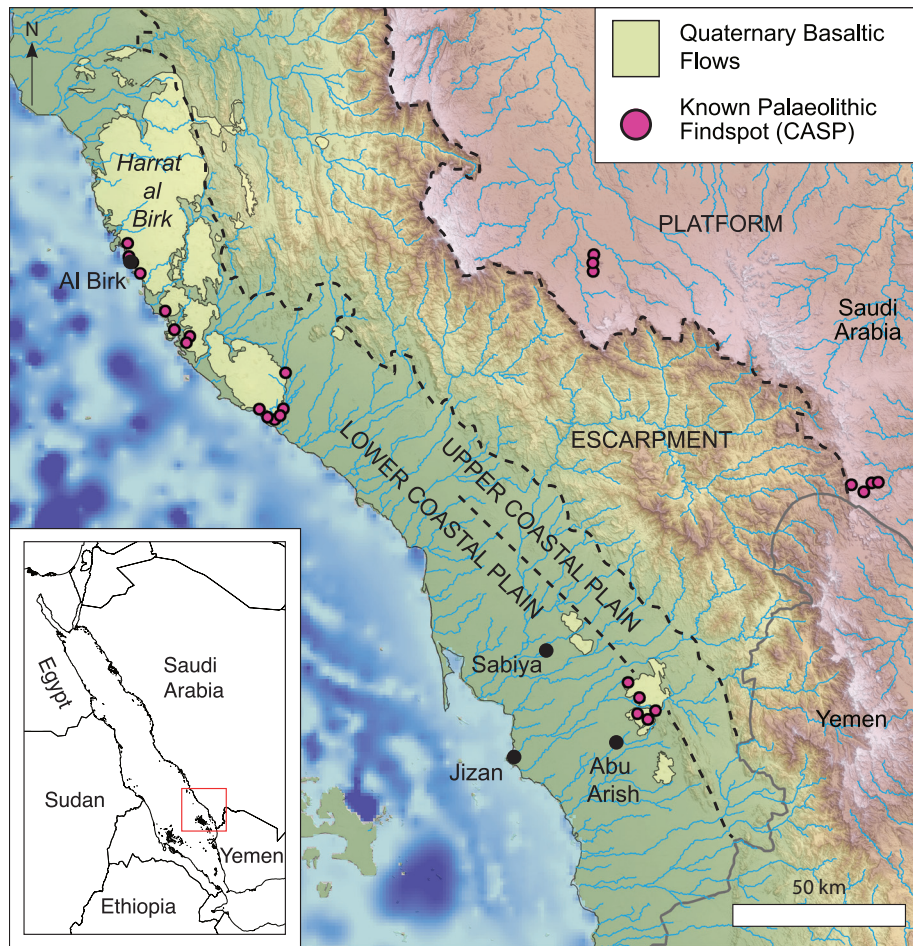 N
Quaternary Basaltic
Flows
Known Palaeolithic
Findspot (CASP)
Harrat
al
Birk
PLATFORM
Al Birk
Saudi
Arabia
ESCARPMENT
UPPER COASTAL PLAIN
LOWER COASTAL PLAIN
Sabiya
Yemen
Jizan
Abu
Arish
50 km
Egypt
Saudi
Arabia
Sudan
Yemen
Ethiopia